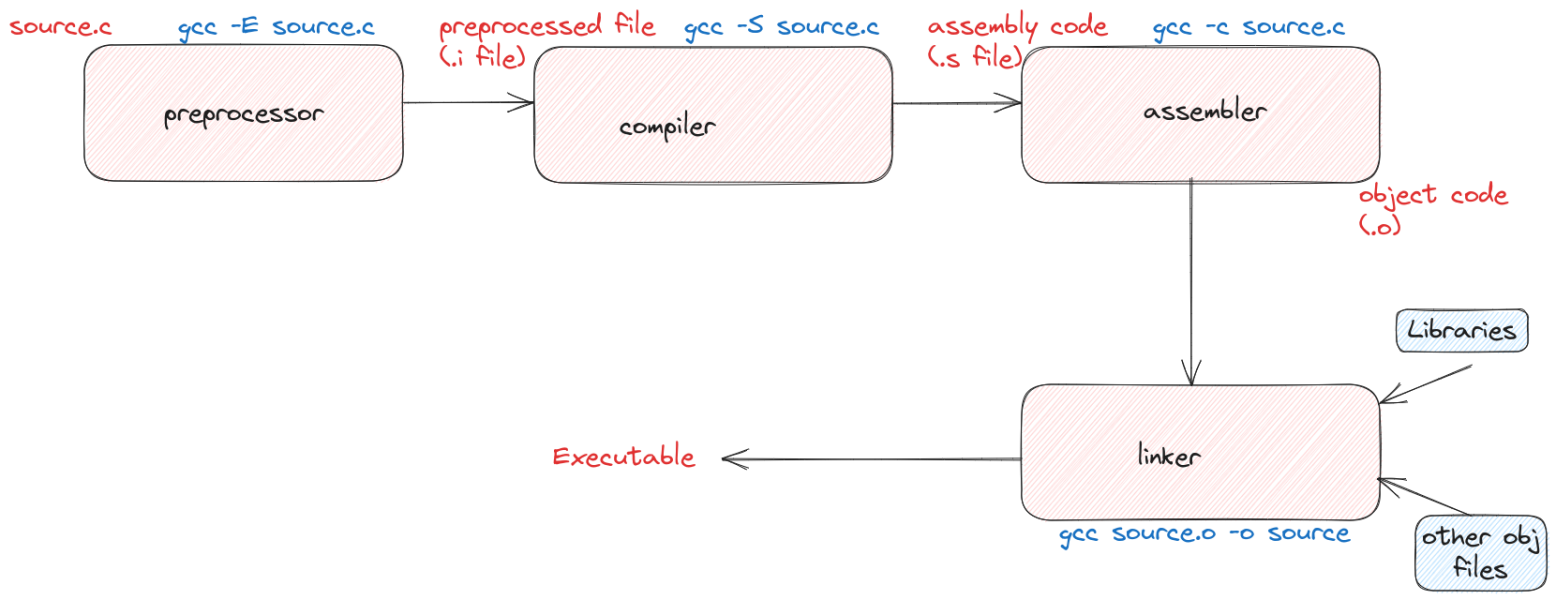 source.c
gcc -E source.c
preprocessed file
(.i file)
gcc -S source.c
assembly code
(.s file)
gcc -c source.c
preprocessor
compiler
assembler
object code
(.o)
Libraries
Executable
linker
gcc source.o -o source
other obj
files